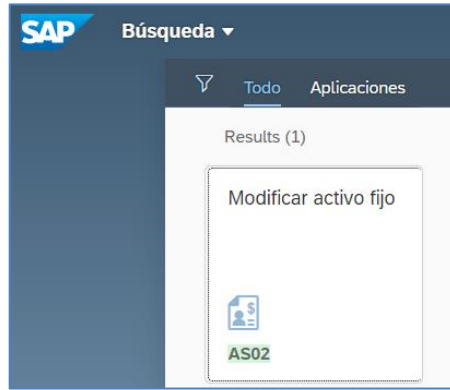 SAP Búsqueda
Todo Aplicaciones
Results (1)
Modificar activo fijo
$
AS02